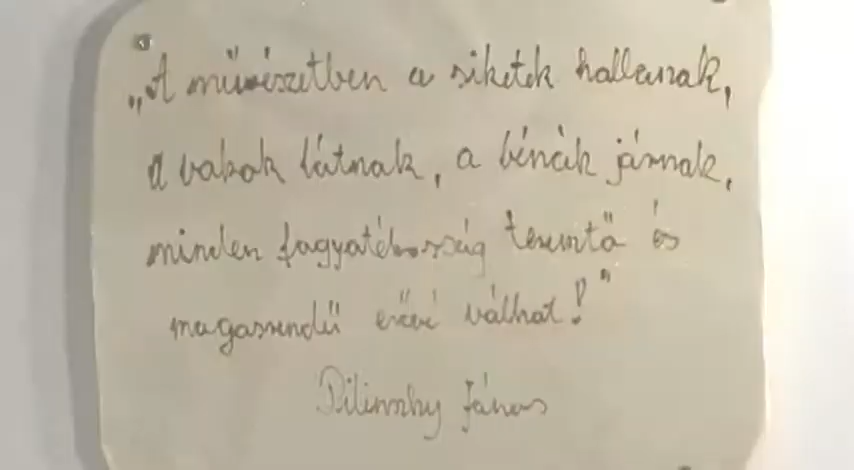 „A művészetben a siketek hallanak,
a vakok látnak, a bénák járnak,
minden fogyatékosság teremtő és
magasrendű erővé válhat!"
Pilinszky János